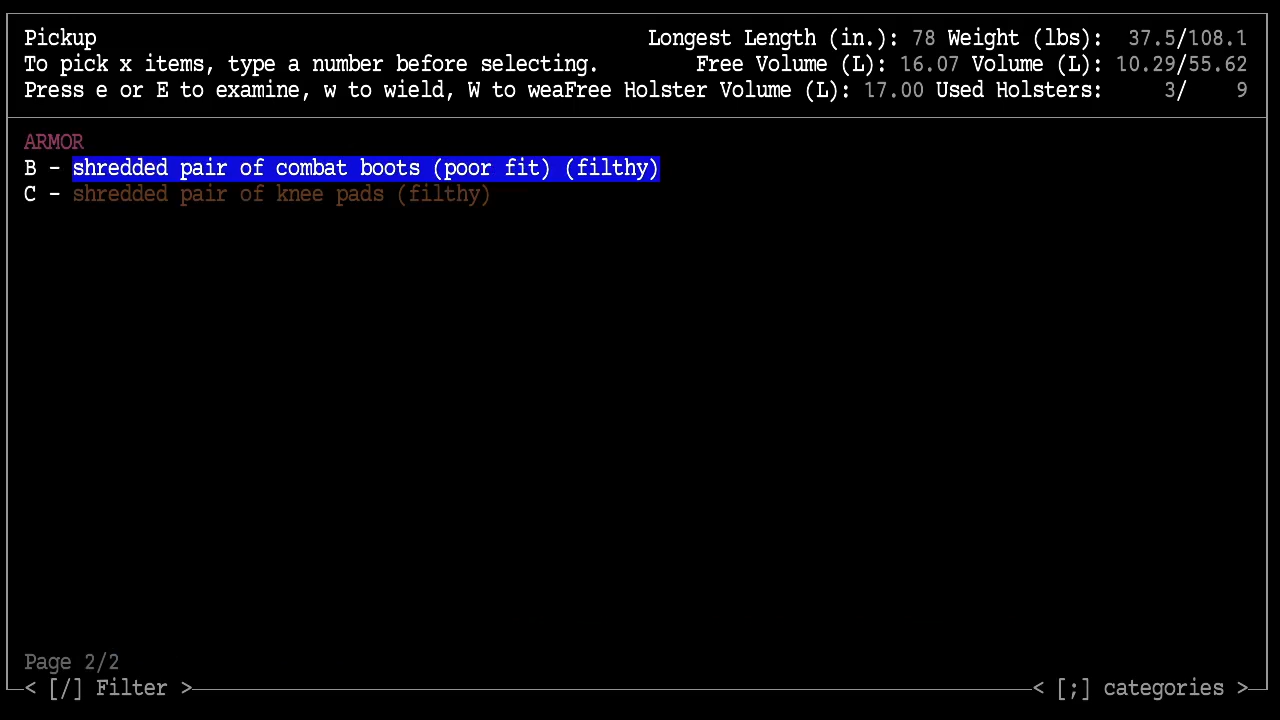 Pickup Longest Length (in.): 78 Weight (lbs): 37.5/108.1
To pick x items, type a number before selecting. Free Volume (L): 16.07 Volume (L): 10.29/55.62
Press e or E to examine, w to wield, W to weaFree Holster Volume (L): 17.00 Used Holsters: 3/ 9
ARMOR
B - shredded pair of combat boots (poor fit) (filthy)
C - shredded pair of knee pads (filthy)
Page 2/2
< [/] Filter > < [;] categories >